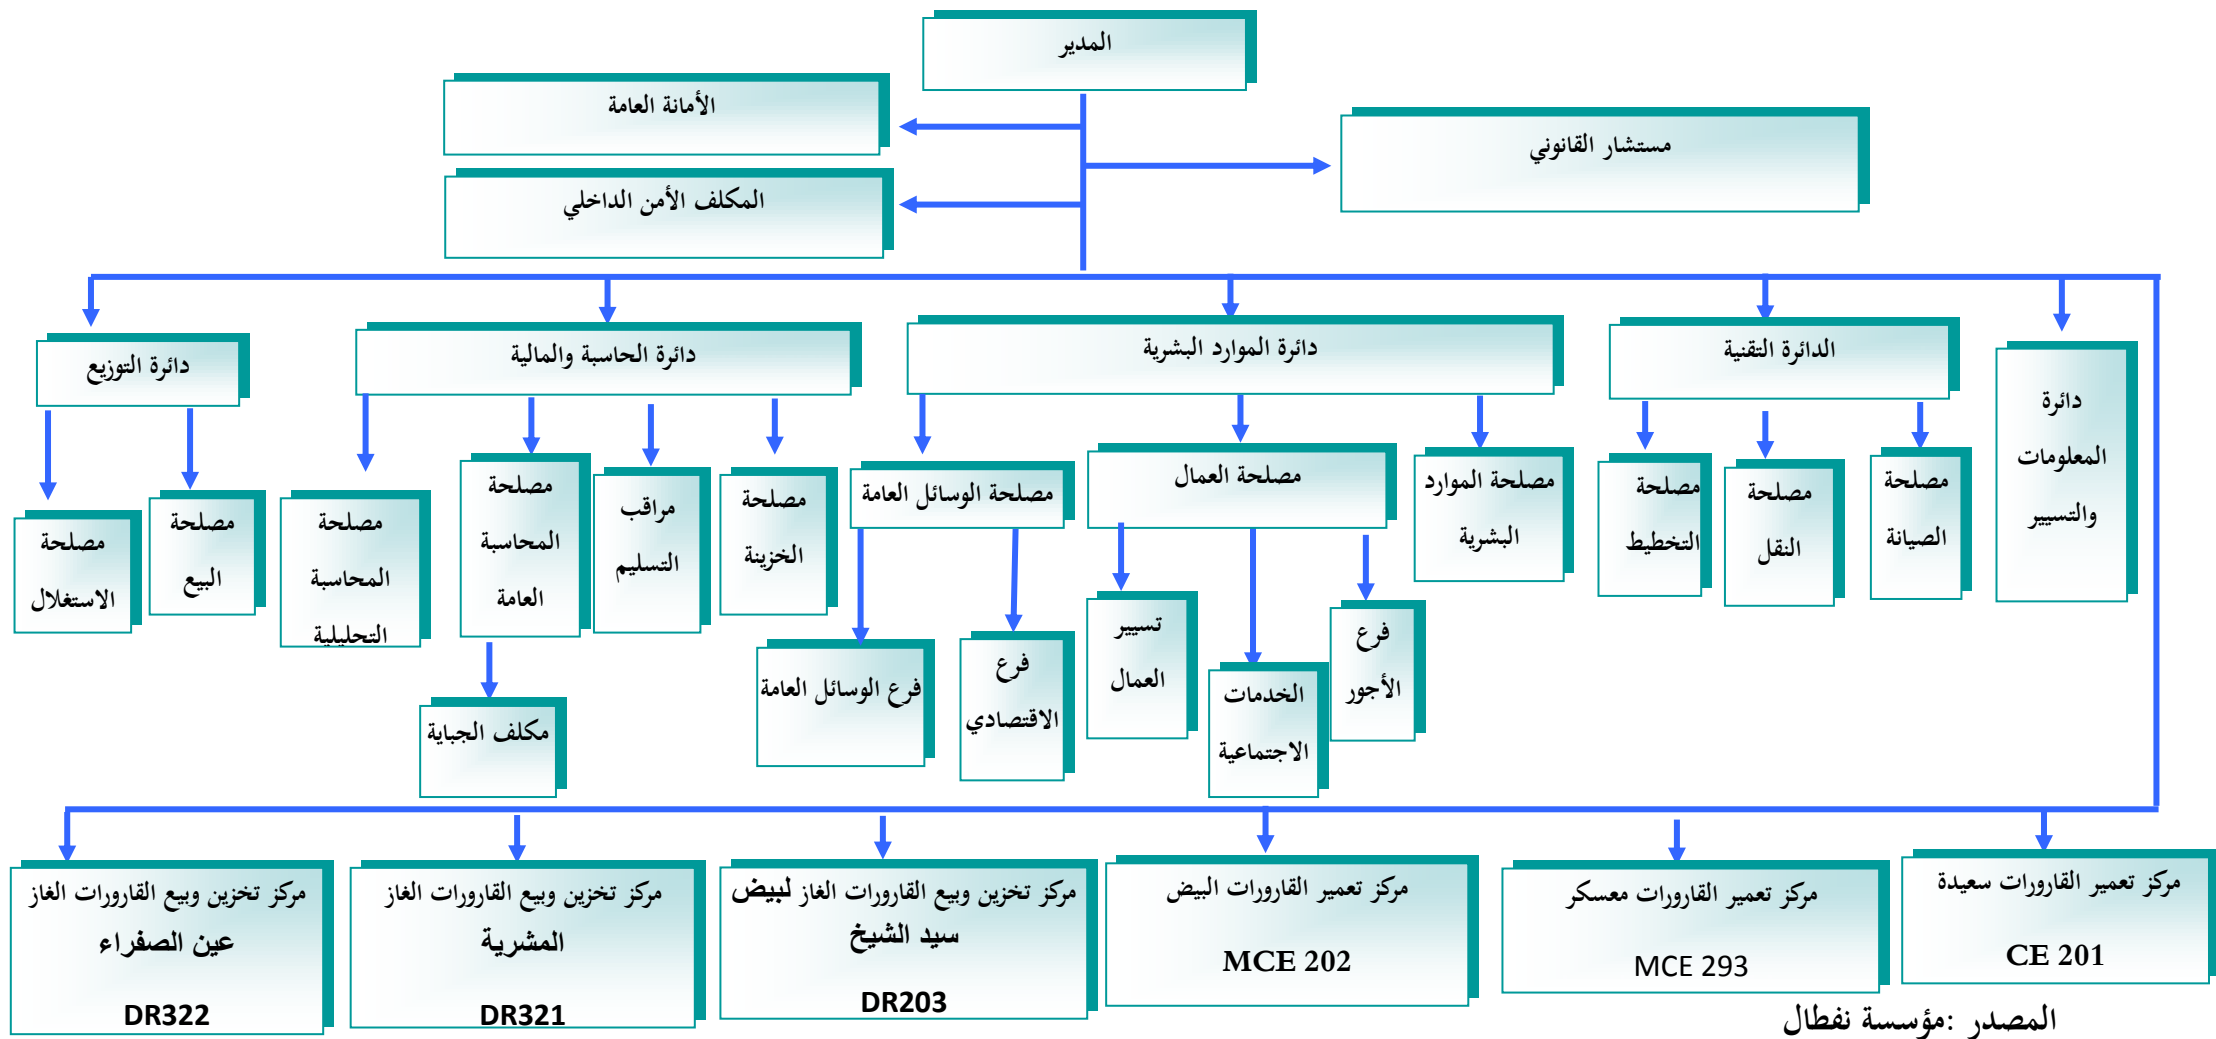 المدير
الأمانة العامة
مستشار القانوني
المكلف الأمن الداخلي
دائرة
المعلومات
والتسيير
الدائرة التقنية
دائرة الموارد البشرية
دائرة الحاسبة والمالية
دائرة التوزيع
مصلحة
الصيانة
مصلحة
النقل
مصلحة
التخطيط
مصلحة الموارد
البشرية
مصلحة العمال
مصلحة الوسائل العامة
مصلحة
الخزينة
مراقب
التسليم
مصلحة
المحاسبة
العامة
مصلحة
المحاسبة
التحليلية
مصلحة
البيع
مصلحة
الاستغلال
فرع
الأجور
الخدمات
الاجتماعية
تسيير
العمال
فرع
الاقتصادي
فرع الوسائل العامة
مكلف الجباية
مركز تعمير القارورات سعيدة
CE 201
مركز تعمير القارورات معسكر
MCE 293
مركز تعمير القارورات البيض
MCE 202
مركز تخزين وبيع القارورات الغاز لبيض
سيد الشيخ
DR203
مركز تخزين وبيع القارورات الغاز
المشرية
DR321
مركز تخزين وبيع القارورات الغاز
عين الصفراء
DR322
المصدر :مؤسسة نفطال